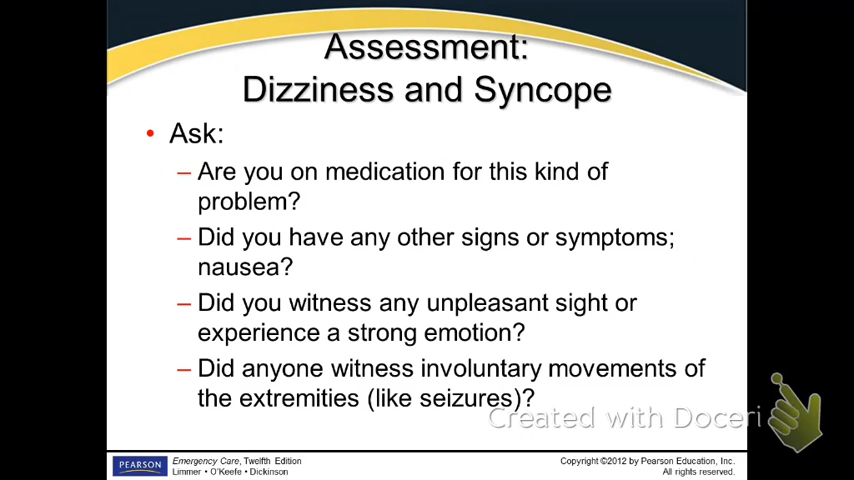 Assessment:
Dizziness and Syncope
• Ask:
– Are you on medication for this kind of
problem?
– Did you have any other signs or symptoms;
nausea?
– Did you witness any unpleasant sight or
experience a strong emotion?
– Did anyone witness involuntary movements of
the extremities (like seizures)?
Created with Doceri
PEARSON
Emergency Care, Twelfth Edition
Limmer • O'Keefe • Dickinson
Copyright ©2012 by Pearson Education, Inc.
All rights reserved.